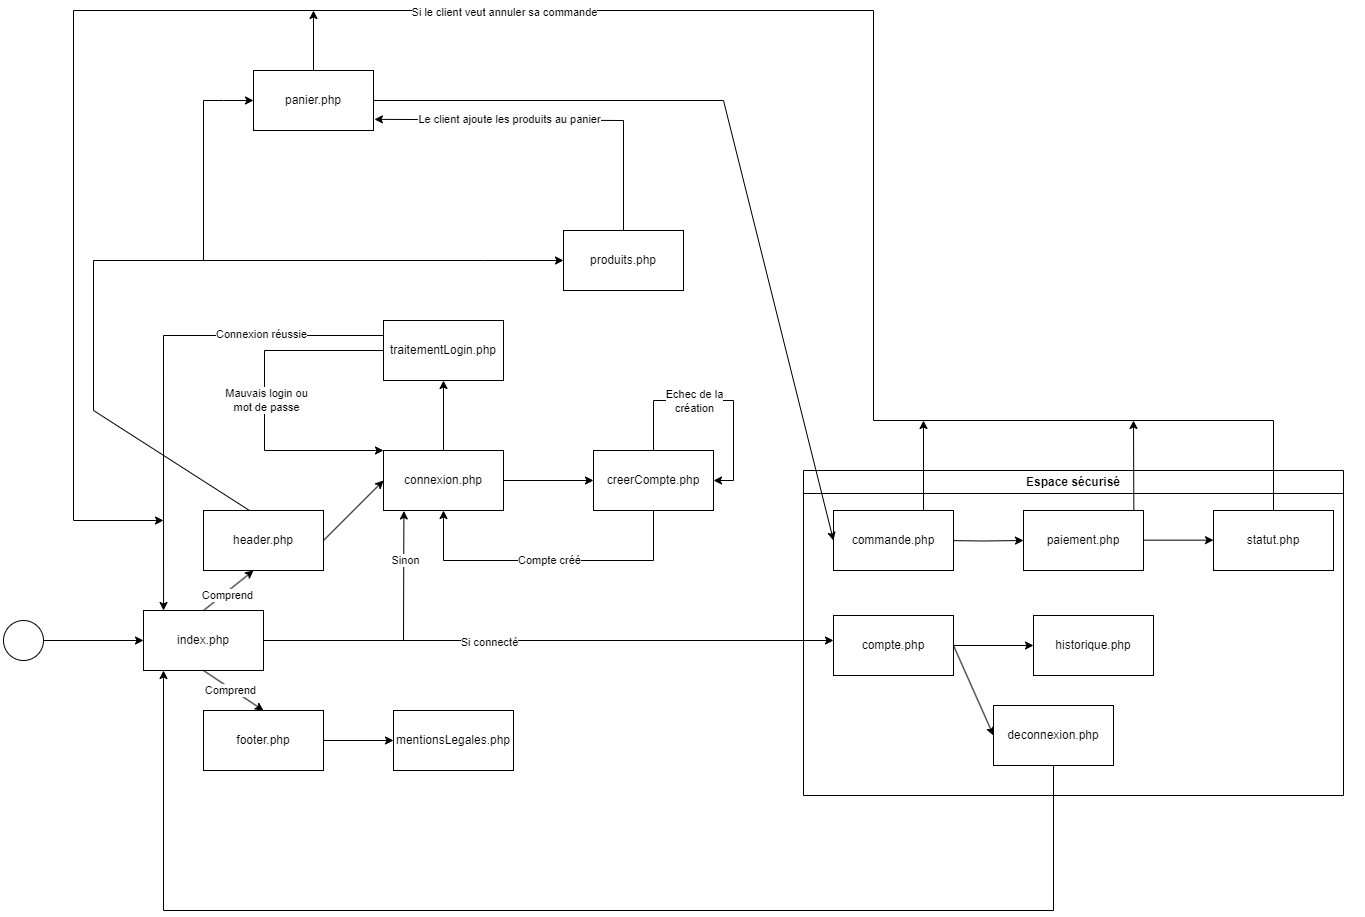 Si le client veut annuler sa commande
panier.php
Le client ajoute les produits au panier
produits.php
Connexion réussie
traitementLogin.php
Mauvais login ou
mot de passe
Echec de la
création
connexion.php
creerCompte.php
Espace sécurisé
header.php
commande.php
paiement.php
statut.php
Sinon
Compte créé
Comprend
index.php
Si connecté
compte.php
historique.php
Comprend
footer.php
mentionsLegales.php
deconnexion.php